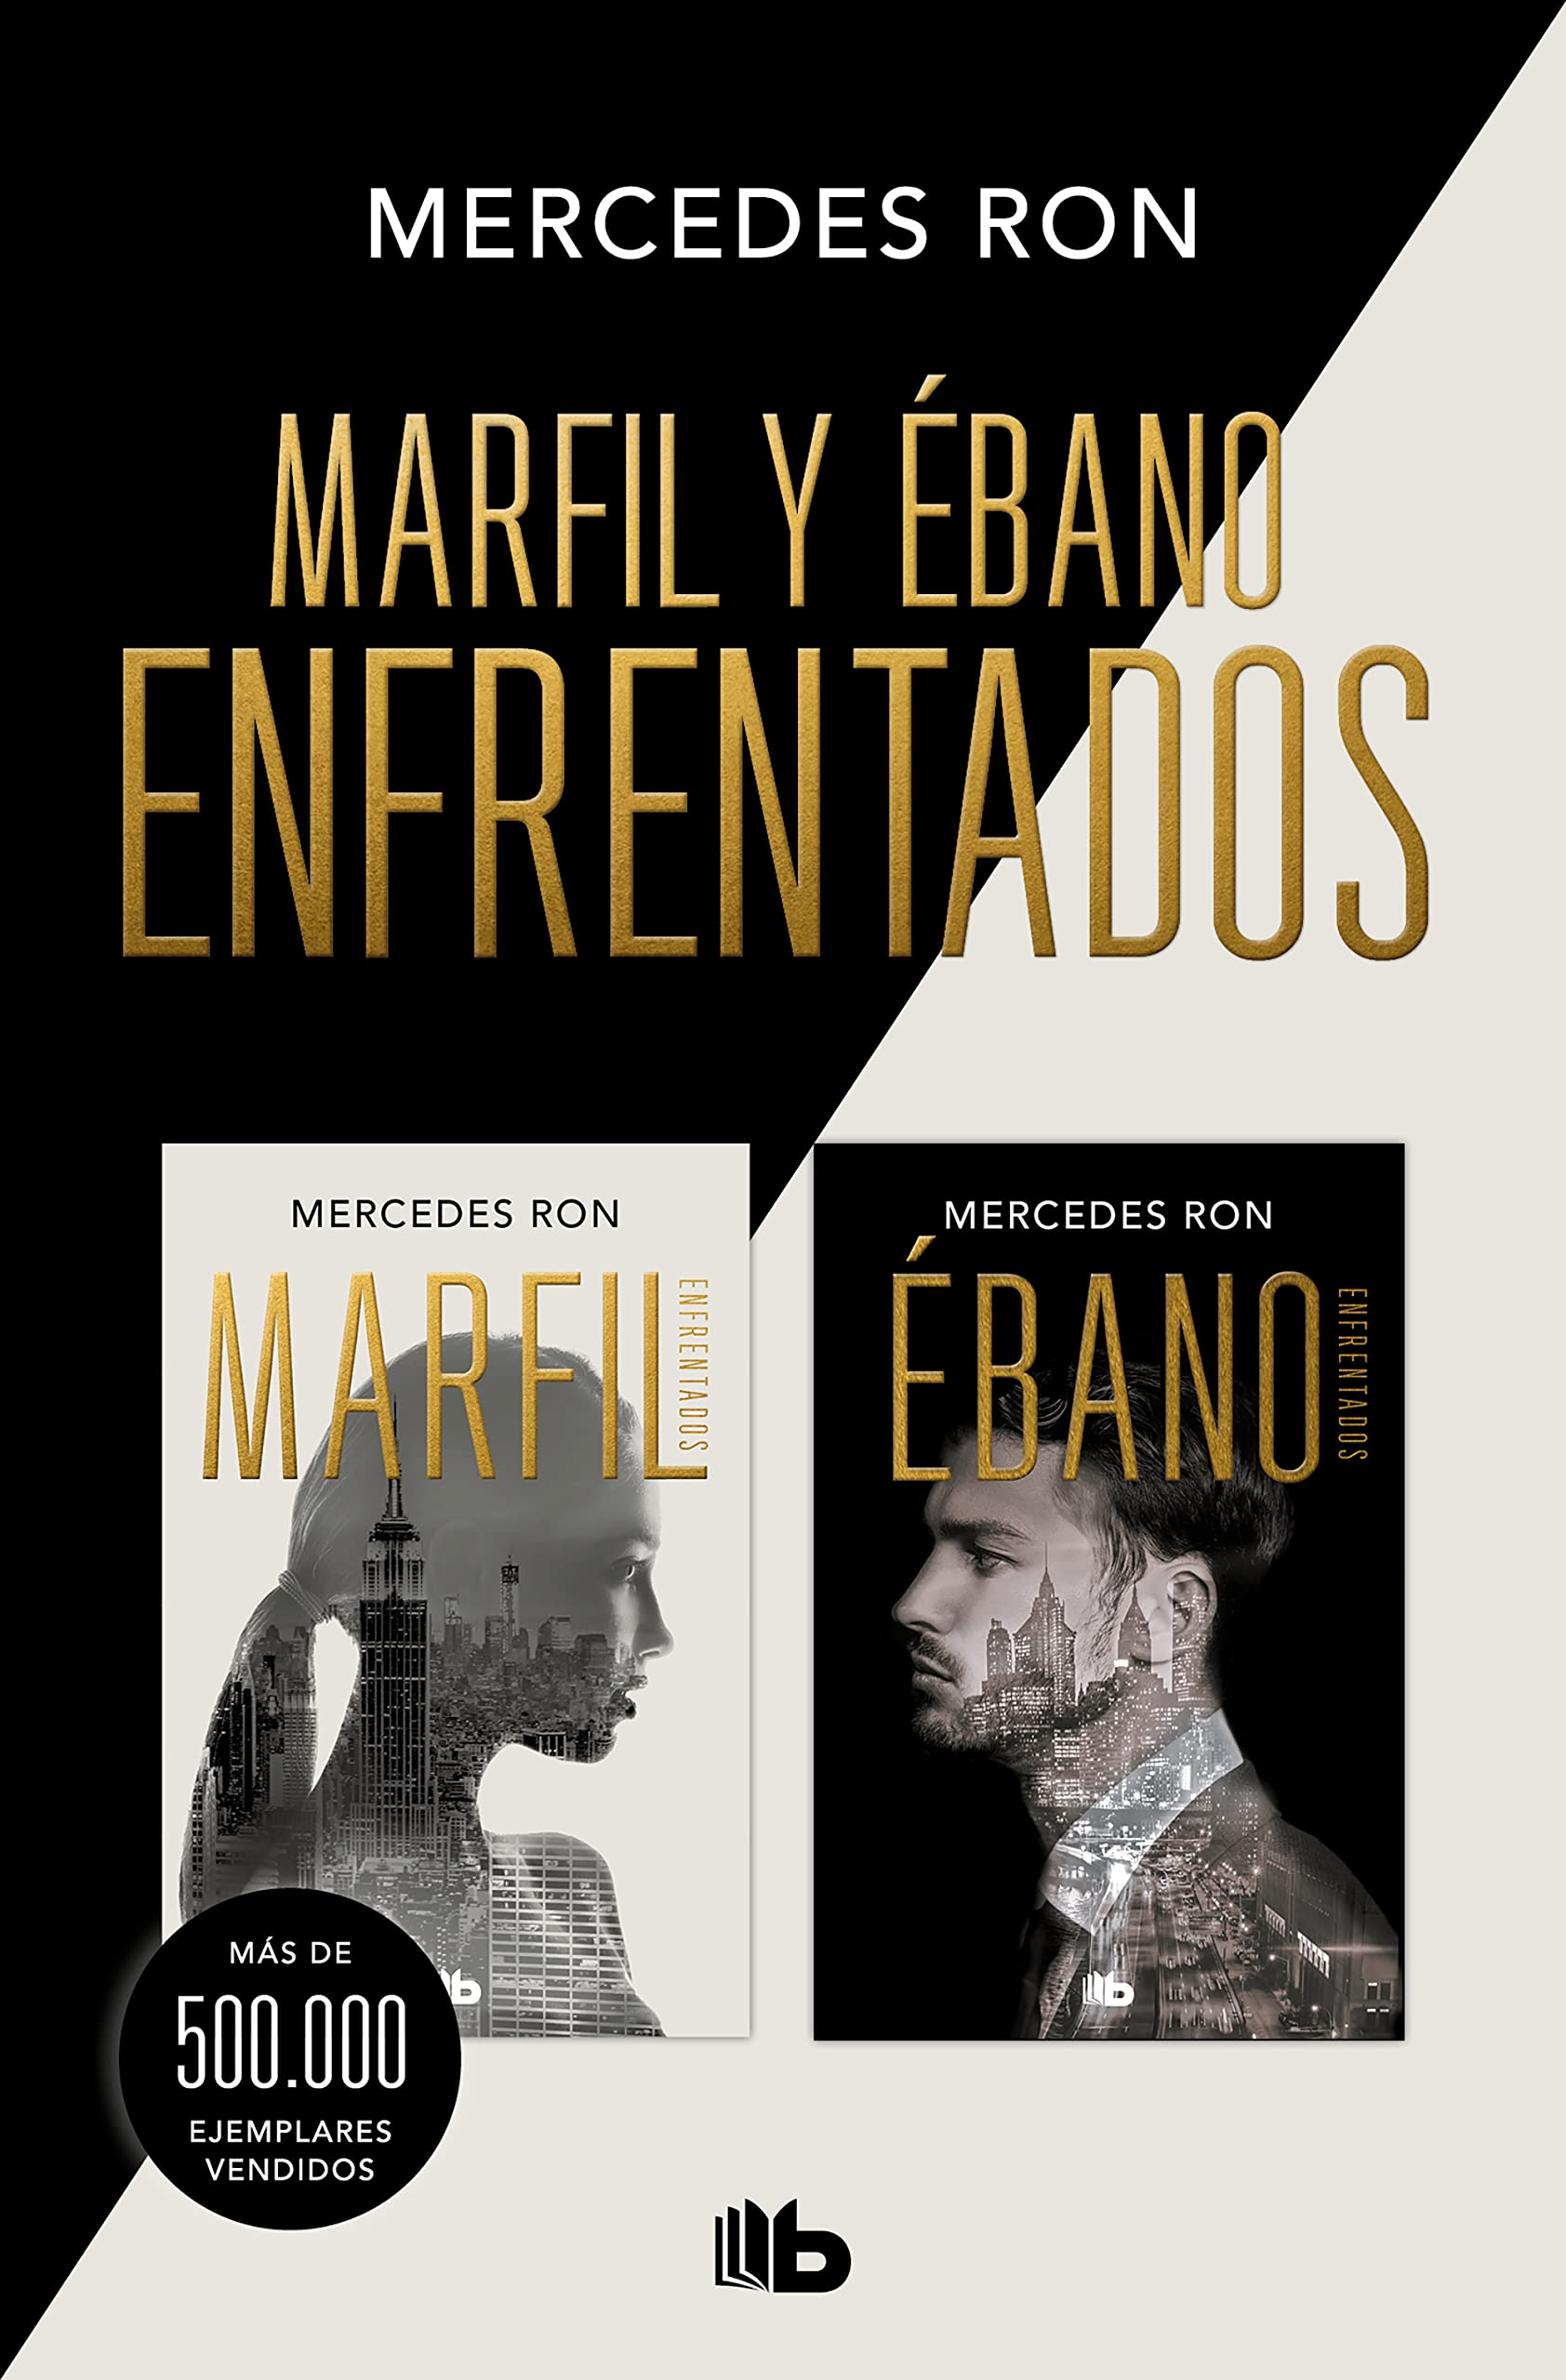 MERCEDES RON
MARFIL Y ÉBANO
ENFRENTADOS
MERCEDES RON
MARFIL
ENFRENTADOS
MERCEDES RON
ÉBANO
ENFRENTADOS
b
b
MÁS DE
500.000
EJEMPLARES
VENDIDOS
b